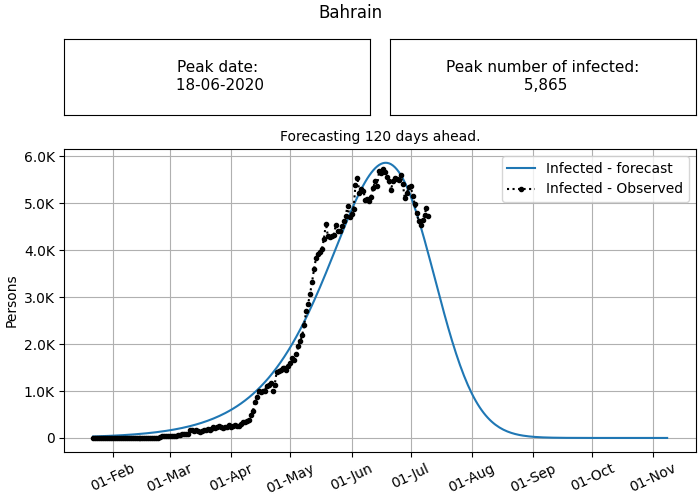 Bahrain
Peak date:
18-06-2020
Peak number of infected:
5,865
Forecasting 120 days ahead.
Infected - forecast
Infected - Observed
Persons
6.0K
5.0K
4.0K
3.0K
2.0K
1.0K
0
01-Feb
01-Mar
01-Apr
01-May
01-Jun
01-Jul
01-Aug
01-Sep
01-Oct
01-Nov